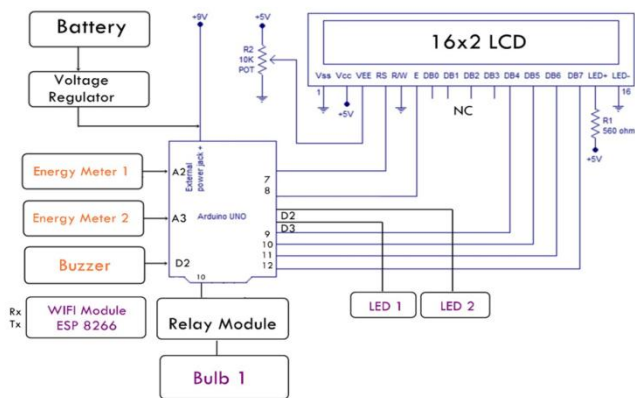 Battery
Voltage
Regulator
+9V
+5V
R2
10K
POT
16x2 LCD
Vss Vcc VEE RS R/W E DB0 DB1 DB2 DB3 DB4 DB5 DB6 DB7 LED+ LED-
1
16
+5V
NC
R1
560 ohm
+5V
External
power jack +
Energy Meter 1
A2
7
8
Energy Meter 2
A3
Arduino UNO
D2
D3
9
10
11
12
Buzzer
D2
10
Rx
Tx
WIFI Module
ESP 8266
Relay Module
LED 1
LED 2
Bulb 1